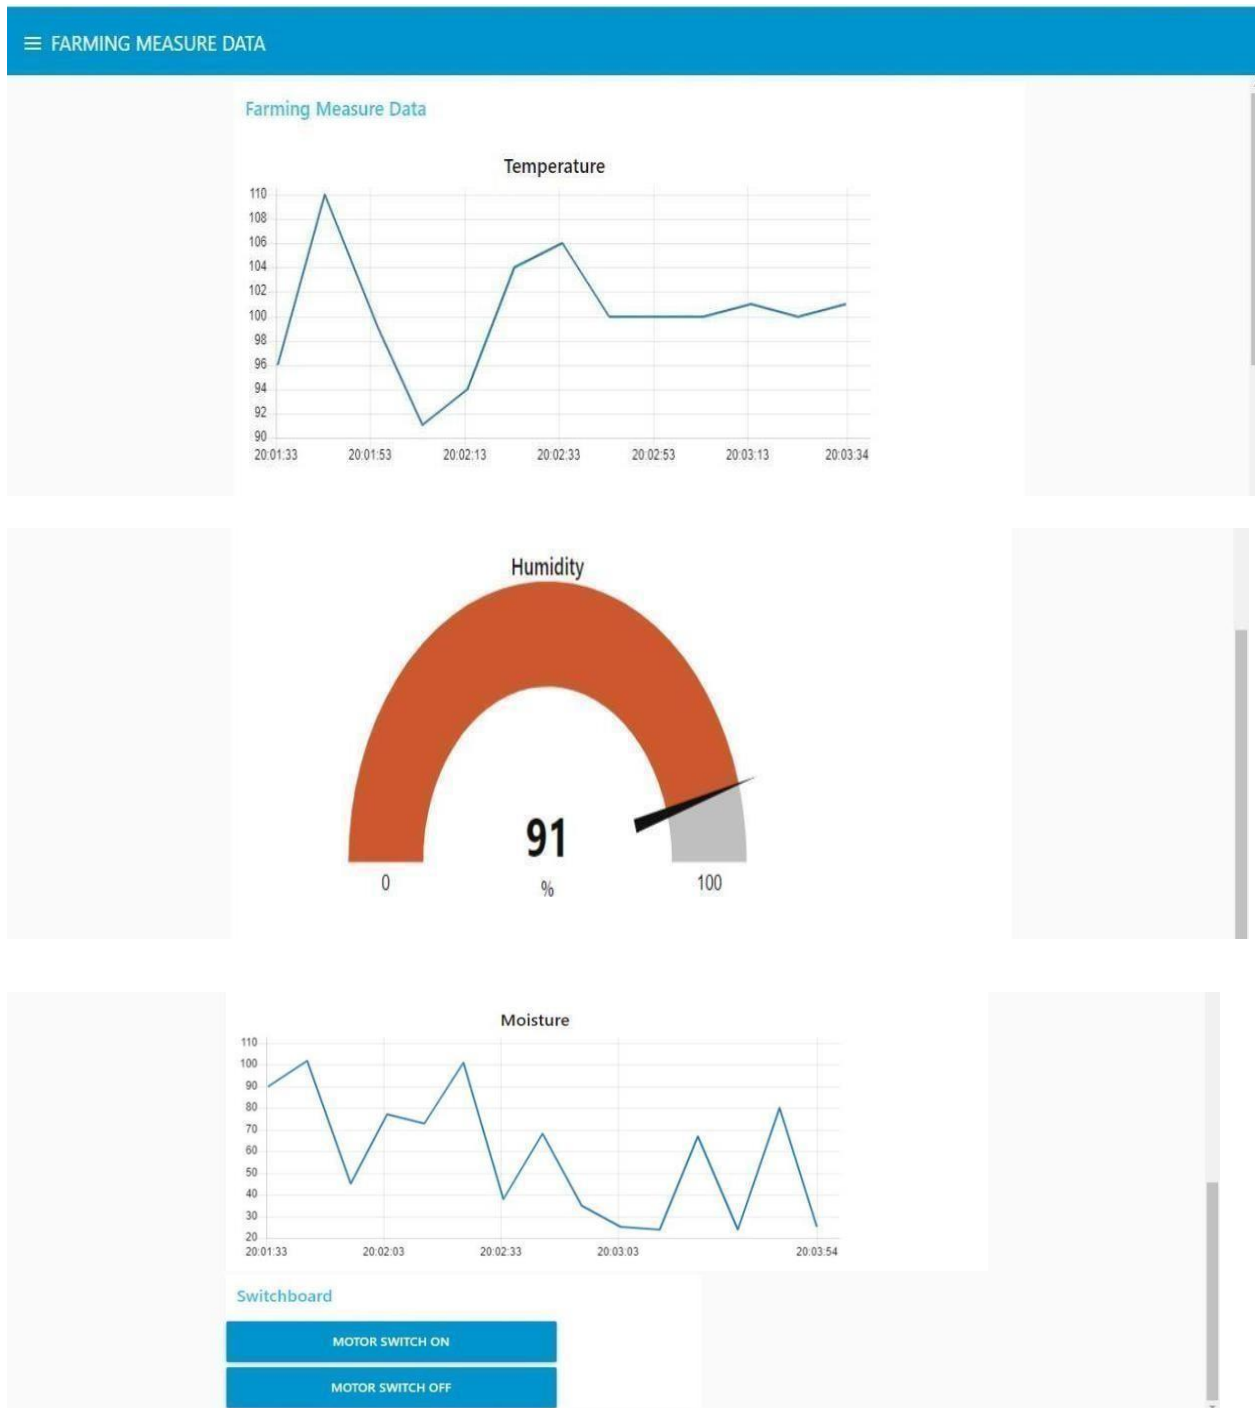 ☰ FARMING MEASURE DATA
Farming Measure Data
Temperature
110
108
106
104
102
100
98
96
94
92
90
20:01:33 20:01:53 20:02:13 20:02:33 20:02:53 20:03:13 20:03:34
Humidity
91
0 % 100
Moisture
110
100
90
80
70
60
50
40
30
20
20:01:33 20:02:03 20:02:33 20:03:03 20:03:54
Switchboard
MOTOR SWITCH ON
MOTOR SWITCH OFF